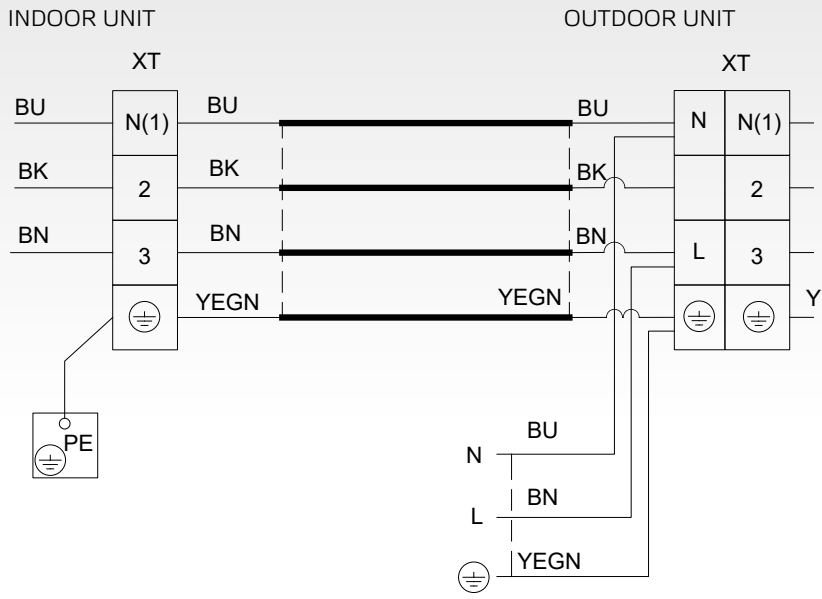 INDOOR UNIT OUTDOOR UNIT
XT XT
BU N(1) BU BU N N(1)
BK 2 BK BK 2
BN 3 BN BN L 3
YEGN YEGN Y
PE
N BU
L BN
YEGN